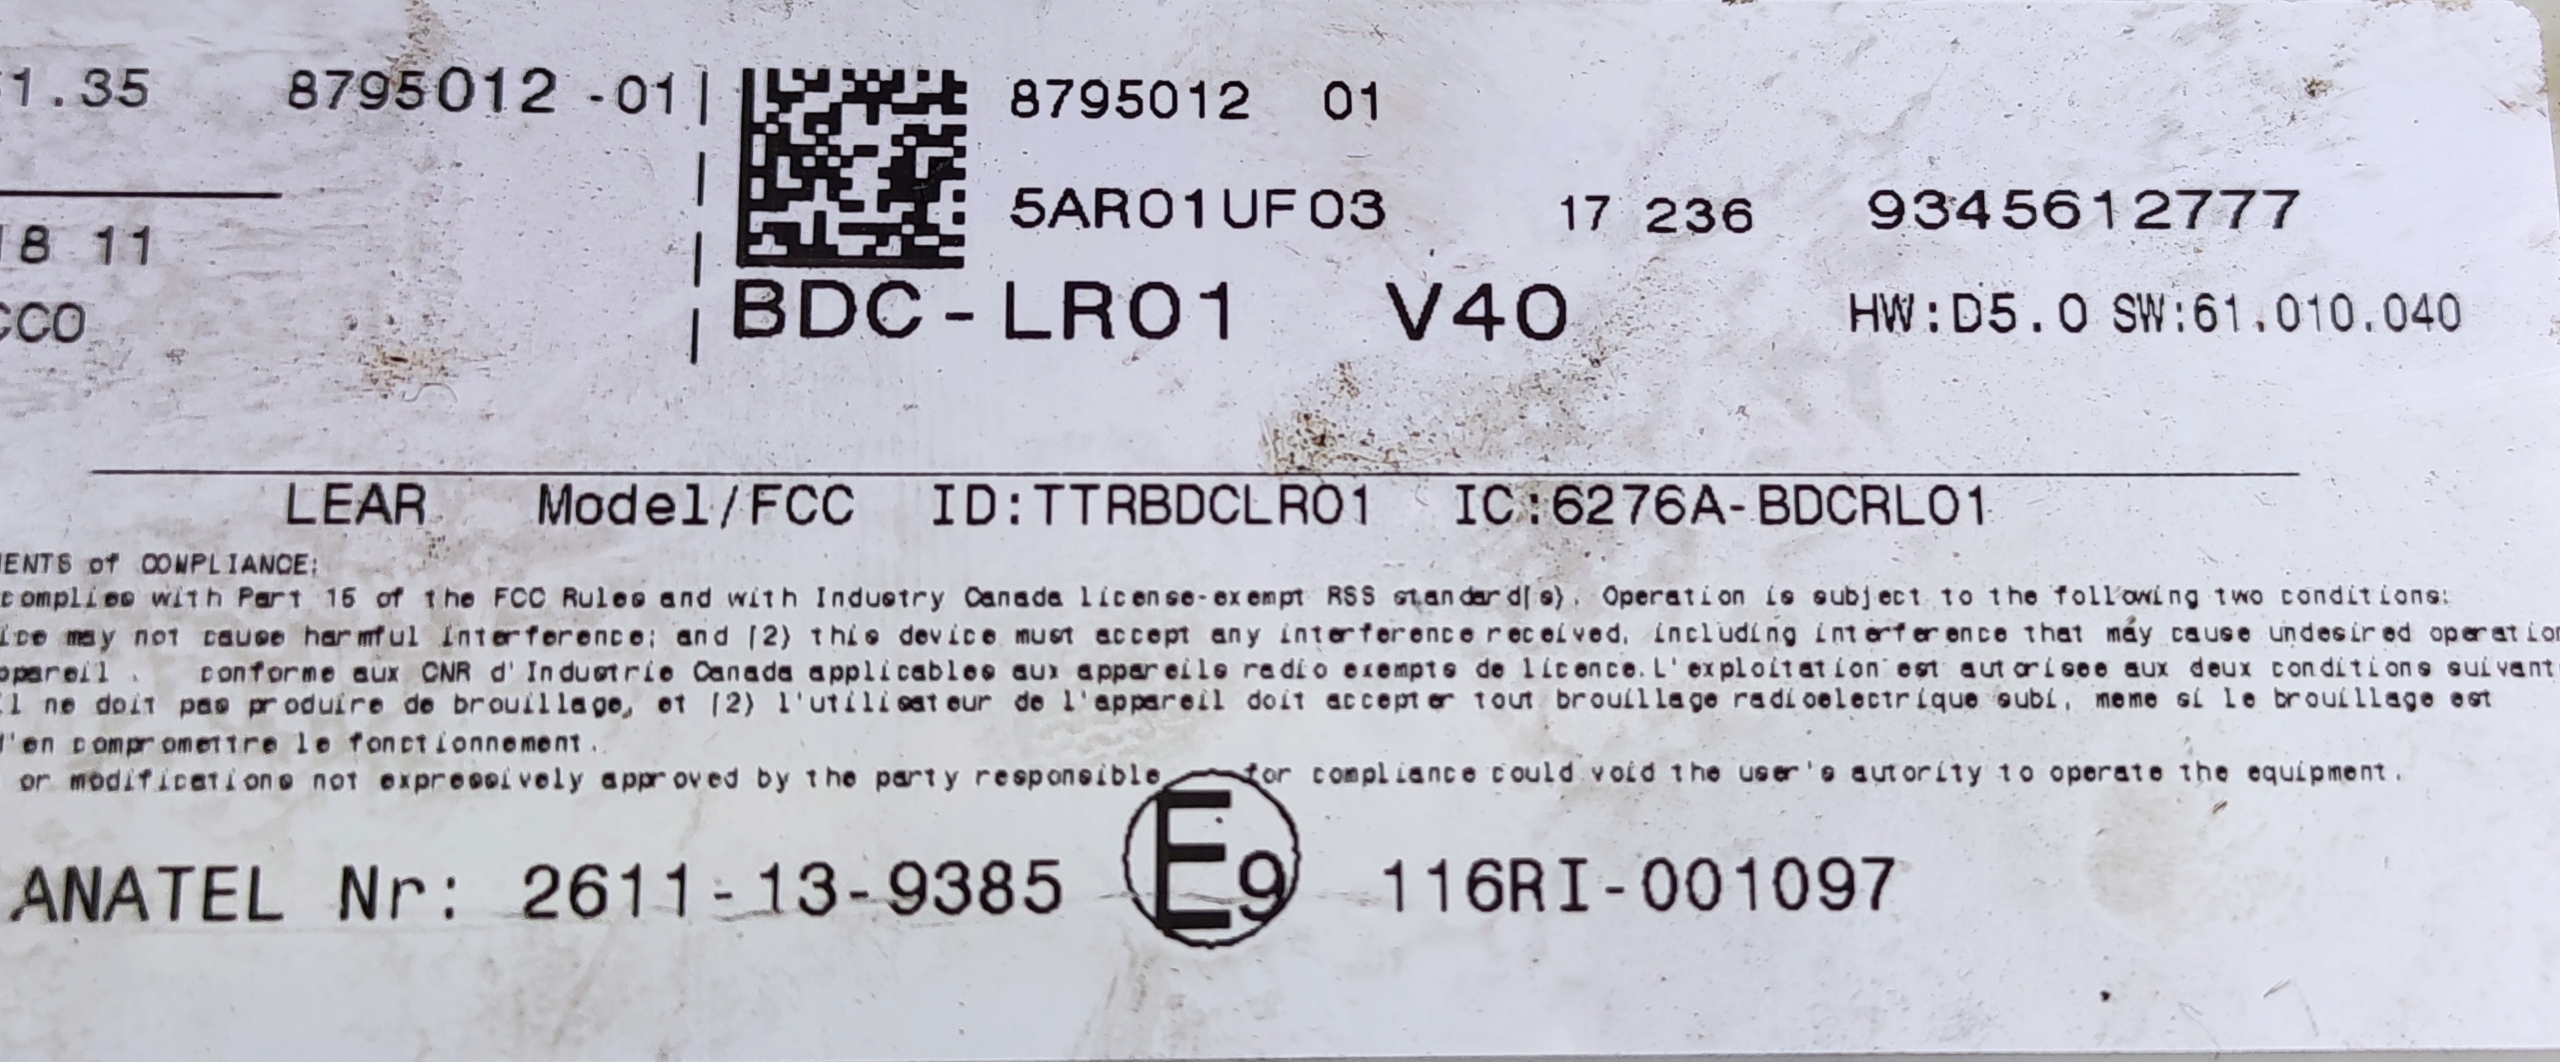 1.35 8795012 -01
8795012 01
5AR01UF03 17 236 9345612777
8 11
BDC-LR01 V40 HW:D5.0 SW:61.010.040
CCO
LEAR Model/FCC ID:TTRBDCLR01 IC:6276A-BDCRL01
ENTS of COMPLIANCE:
complies with Part 15 of the FCC Rules and with Industry Canada license-exempt RSS standard(s). Operation is subject to the following two conditions:
ice may not cause harmful interference; and (2) this device must accept any interference received, including interference that may cause undesired operation
ppareil . conforme aux CNR d'Industrie Canada applicables aux appareils radio exempts de licence.L'exploitation est autorisee aux deux conditions suivant
il ne doit pas produire de brouillage, et (2) l'utilisateur de l'appareil doit accepter tout brouillage radioelectrique subi, meme si le brouillage est
d'en compromettre le fonctionnement.
or modifications not expressively approved by the party responsible for compliance could void the user's autority to operate the equipment.
ANATEL Nr: 2611-13-9385 E9 116RI-001097